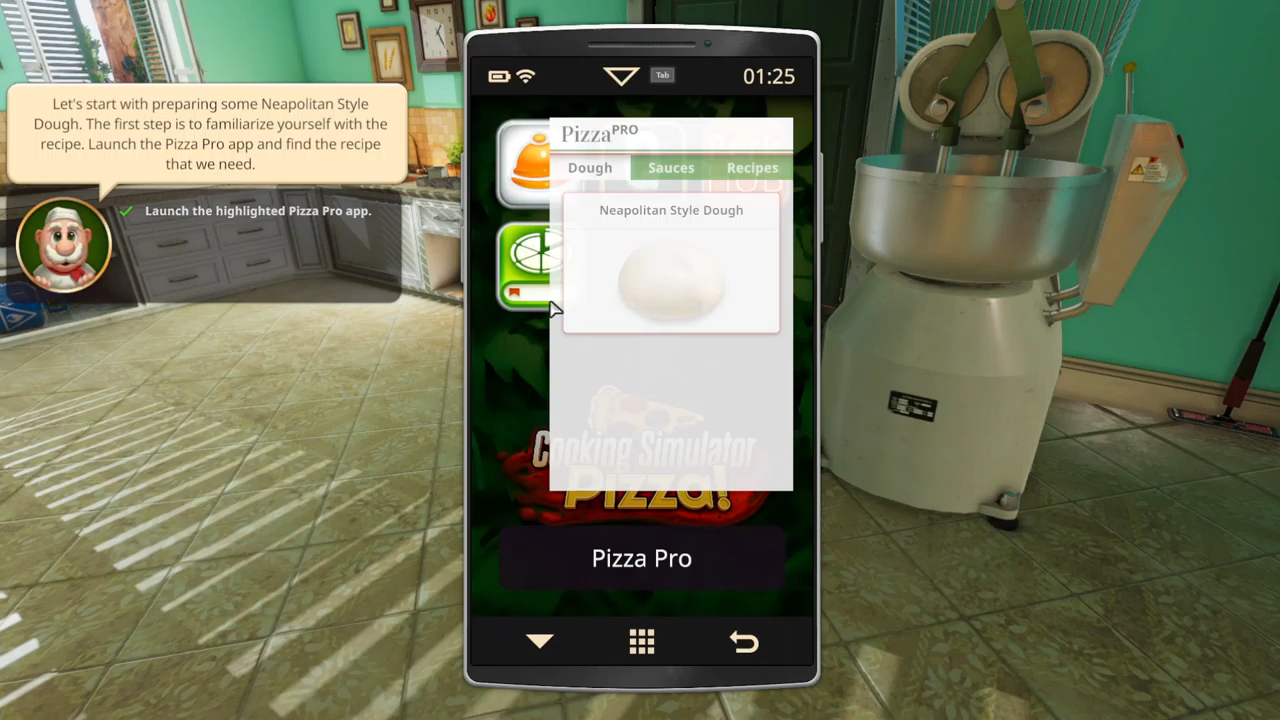 Let's start with preparing some Neapolitan Style
Dough. The first step is to familiarize yourself with the
recipe. Launch the Pizza Pro app and find the recipe
that we need.
Launch the highlighted Pizza Pro app.
Tab
01:25
PizzaPRO
Dough
Sauces
Recipes
Neapolitan Style Dough
Cooking Simulator
Pizza!
Pizza Pro